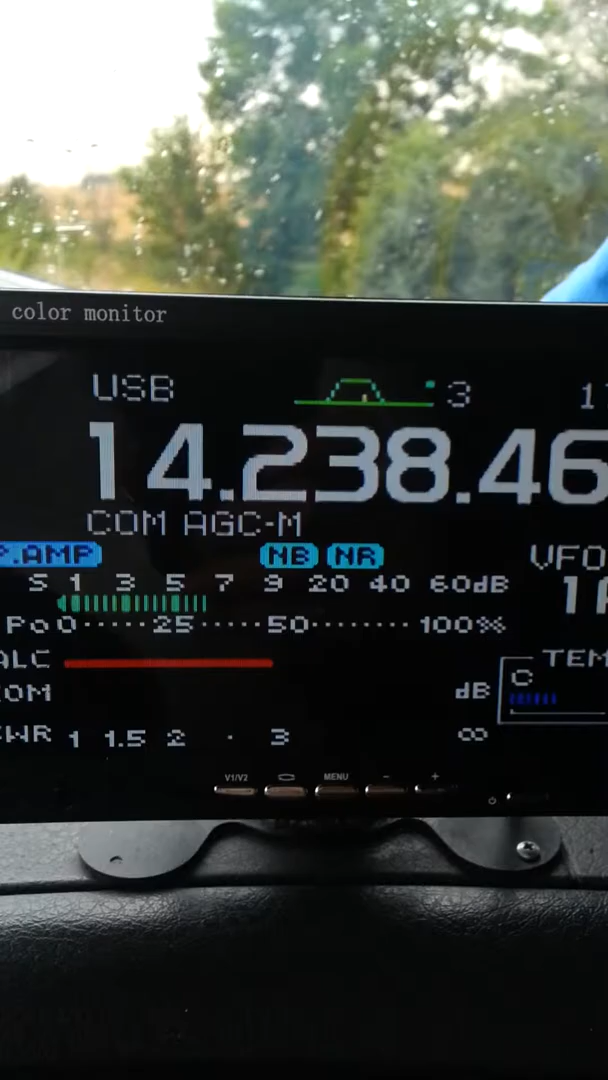 color monitor
USB 3 1
14.238.46
COM AGC-M
P.AMP NB NR VFO
S 1 3 5 7 9 20 40 60dB
Po 0 25 50 100%
ALC TEM
COM dB C
SWR 1 1.5 2 · 3 ∞
V1/V2 MENU - +